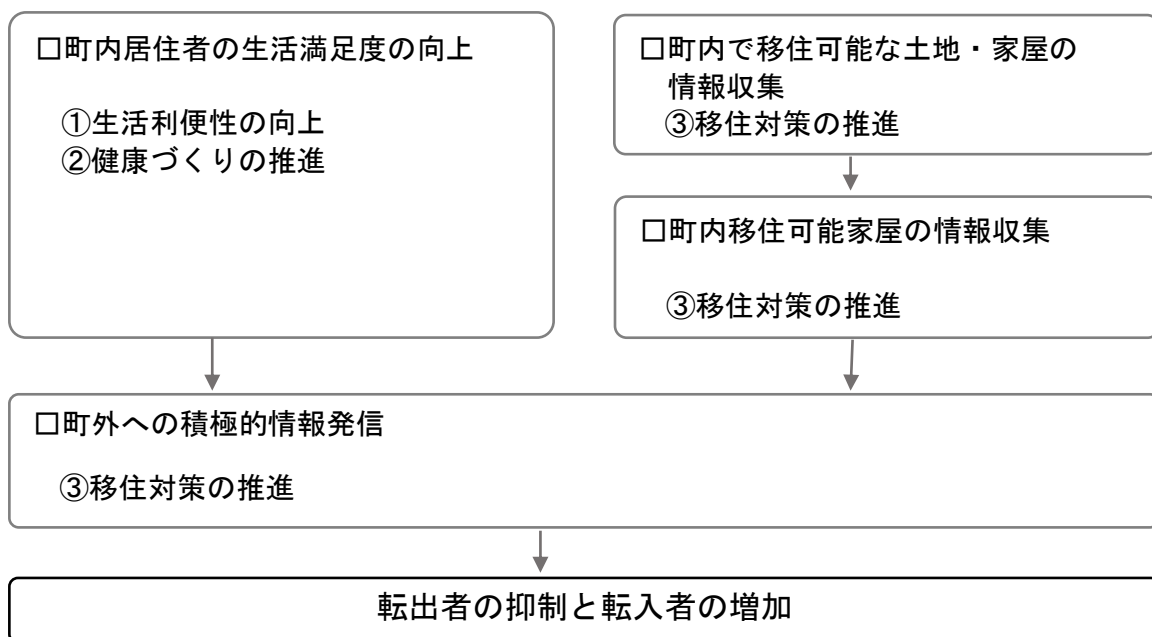 □町内居住者の生活満足度の向上
①生活利便性の向上
②健康づくりの推進
□町内で移住可能な土地・家屋の
情報収集
③移住対策の推進
□町内移住可能家屋の情報収集
③移住対策の推進
□町外への積極的情報発信
③移住対策の推進
転出者の抑制と転入者の増加